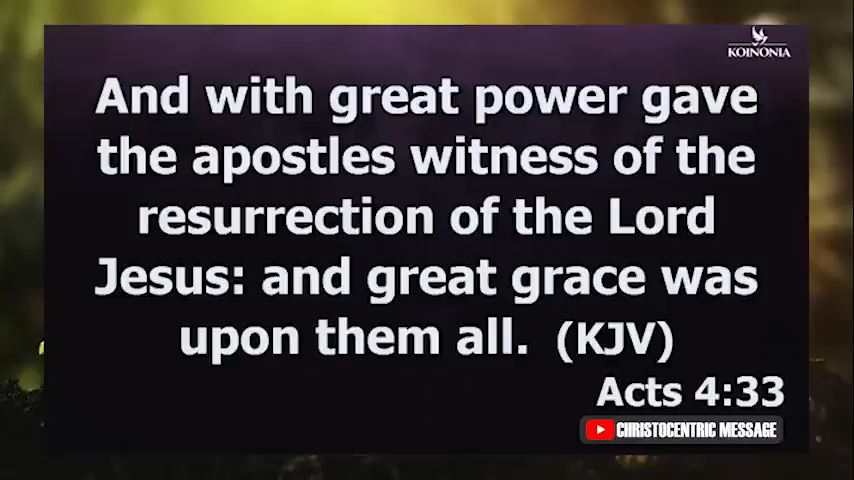 KOINONIA
And with great power gave
the apostles witness of the
resurrection of the Lord
Jesus: and great grace was
upon them all. (KJV)
Acts 4:33
CHRISTOCENTRIC MESSAGE